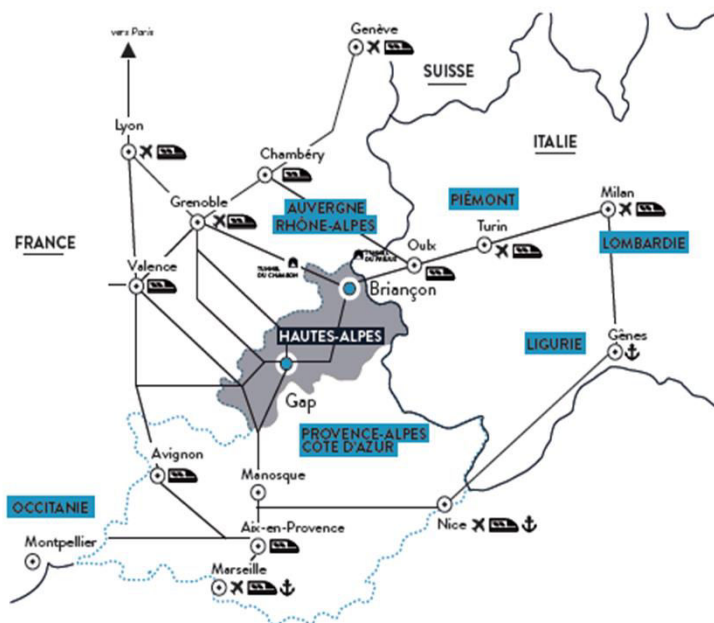 vers Paris
Genève
SUISSE
ITALIE
Lyon
Chambéry
PIÉMONT
Milan
Grenoble
AUVERGNE
RHÔNE-ALPES
Turin
LOMBARDIE
FRANCE
Oulx
Valence
TUNNEL
DU CHAMBON
TUNNEL
DU FRÉJUS
Briançon
HAUTES-ALPES
LIGURIE
Gênes
Gap
PROVENCE-ALPES
CÔTE D'AZUR
Avignon
Manosque
OCCITANIE
Nice
Aix-en-Provence
Montpellier
Marseille